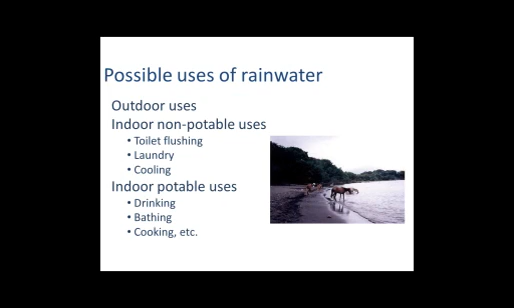 Possible uses of rainwater
Outdoor uses
Indoor non-potable uses
• Toilet flushing
• Laundry
• Cooling
Indoor potable uses
• Drinking
• Bathing
• Cooking, etc.